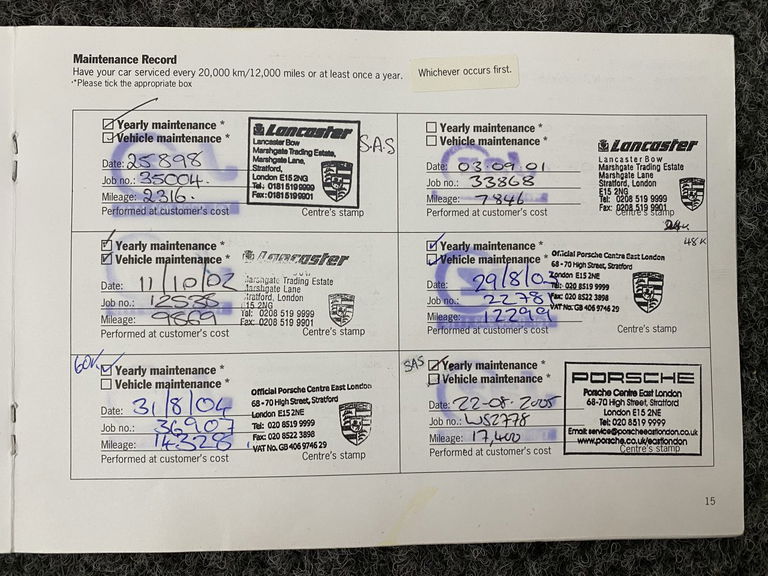 Maintenance Record
Have your car serviced every 20,000 km/12,000 miles or at least once a year.
Whichever occurs first.
*Please tick the appropriate box
Yearly maintenance *
Vehicle maintenance *
Date: 25898
Job no.: 35004.
Mileage: 2316.
Performed at customer's cost
Lancaster
Lancaster Bow
Marshgate Trading Estate,
Marshgate Lane,
Stratford,
London E15 2NG
Tel.: 0181 519 9999
Fax: 0181 519 9901
Centre's stamp
S.A.S
Yearly maintenance *
Vehicle maintenance *
Date: 03.09.01
Job no.: 33868
Mileage: 7846
Performed at customer's cost
Lancaster
Lancaster Bow
Marshgate Trading Estate
Marshgate Lane
Stratford, London
E15 2NG
Tel: 0208 519 9999
Fax: 0208 519 9901
Centre's stamp
Yearly maintenance *
Vehicle maintenance *
Date: 11/10/02
Job no.: 12538
Mileage: 9869
Performed at customer's cost
Lancaster
Marshgate Trading Estate
Marshgate Lane
Stratford, London
E15 2NG
Tel: 0208 519 9999
Fax: 0208 519 9901
Centre's stamp
48K
Yearly maintenance *
Vehicle maintenance *
Date: 29/8/
Job no.: 2278
Mileage: 12299
Performed at customer's cost
Official Porsche Centre East London
68 - 70 High Street, Stratford
London E15 2NE
Tel: 020 8519 9999
Fax: 020 8522 3898
VAT No. GB 406 9746 29
Centre's stamp
60K
Yearly maintenance *
Vehicle maintenance *
Date: 31/8/04
Job no.: 36907
Mileage: 14328
Performed at customer's cost
Official Porsche Centre East London
68 - 70 High Street, Stratford
London E15 2NE
Tel: 020 8519 9999
Fax: 020 8522 3898
VAT No. GB 406 9746 29
Centre's stamp
SAS
Yearly maintenance *
Vehicle maintenance *
Date: 22-08-2005
Job no.: WS2778
Mileage: 17,400
Performed at customer's cost
PORSCHE
Porsche Centre East London
68-70 High Street, Stratford
London E15 2NE
Tel: 020 8519 9999
Email: service@porscheeastlondon.co.uk
www.porsche.co.uk/eastlondon
Centre's stamp
15